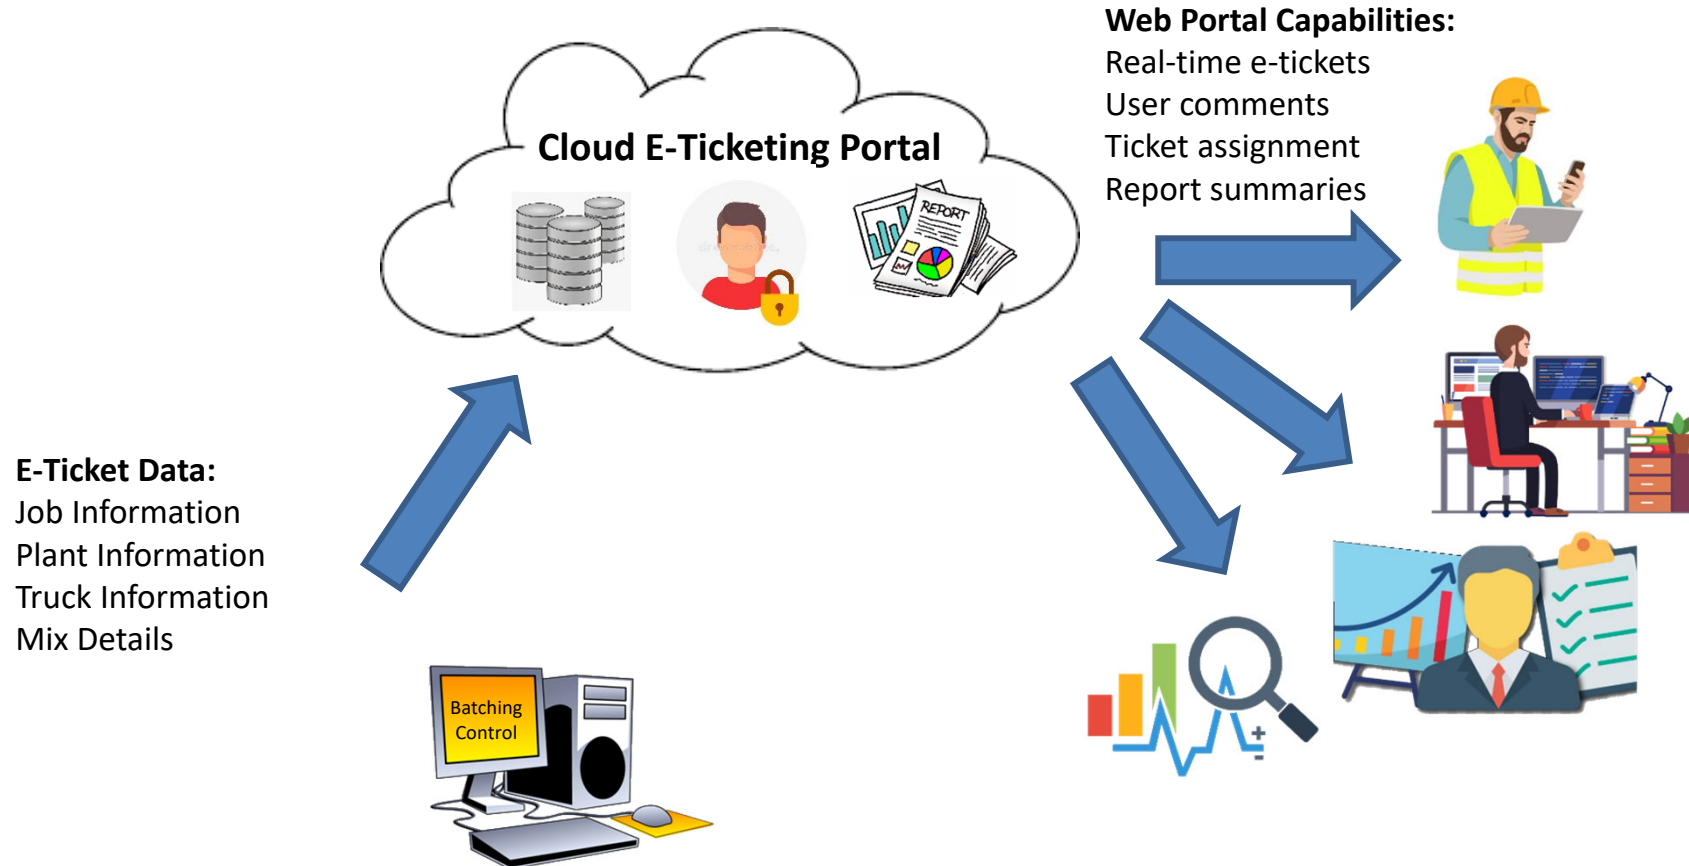 Web Portal Capabilities:
Real-time e-tickets
User comments
Ticket assignment
Report summaries
Cloud E-Ticketing Portal
REPORT
E-Ticket Data:
Job Information
Plant Information
Truck Information
Mix Details
Batching
Control